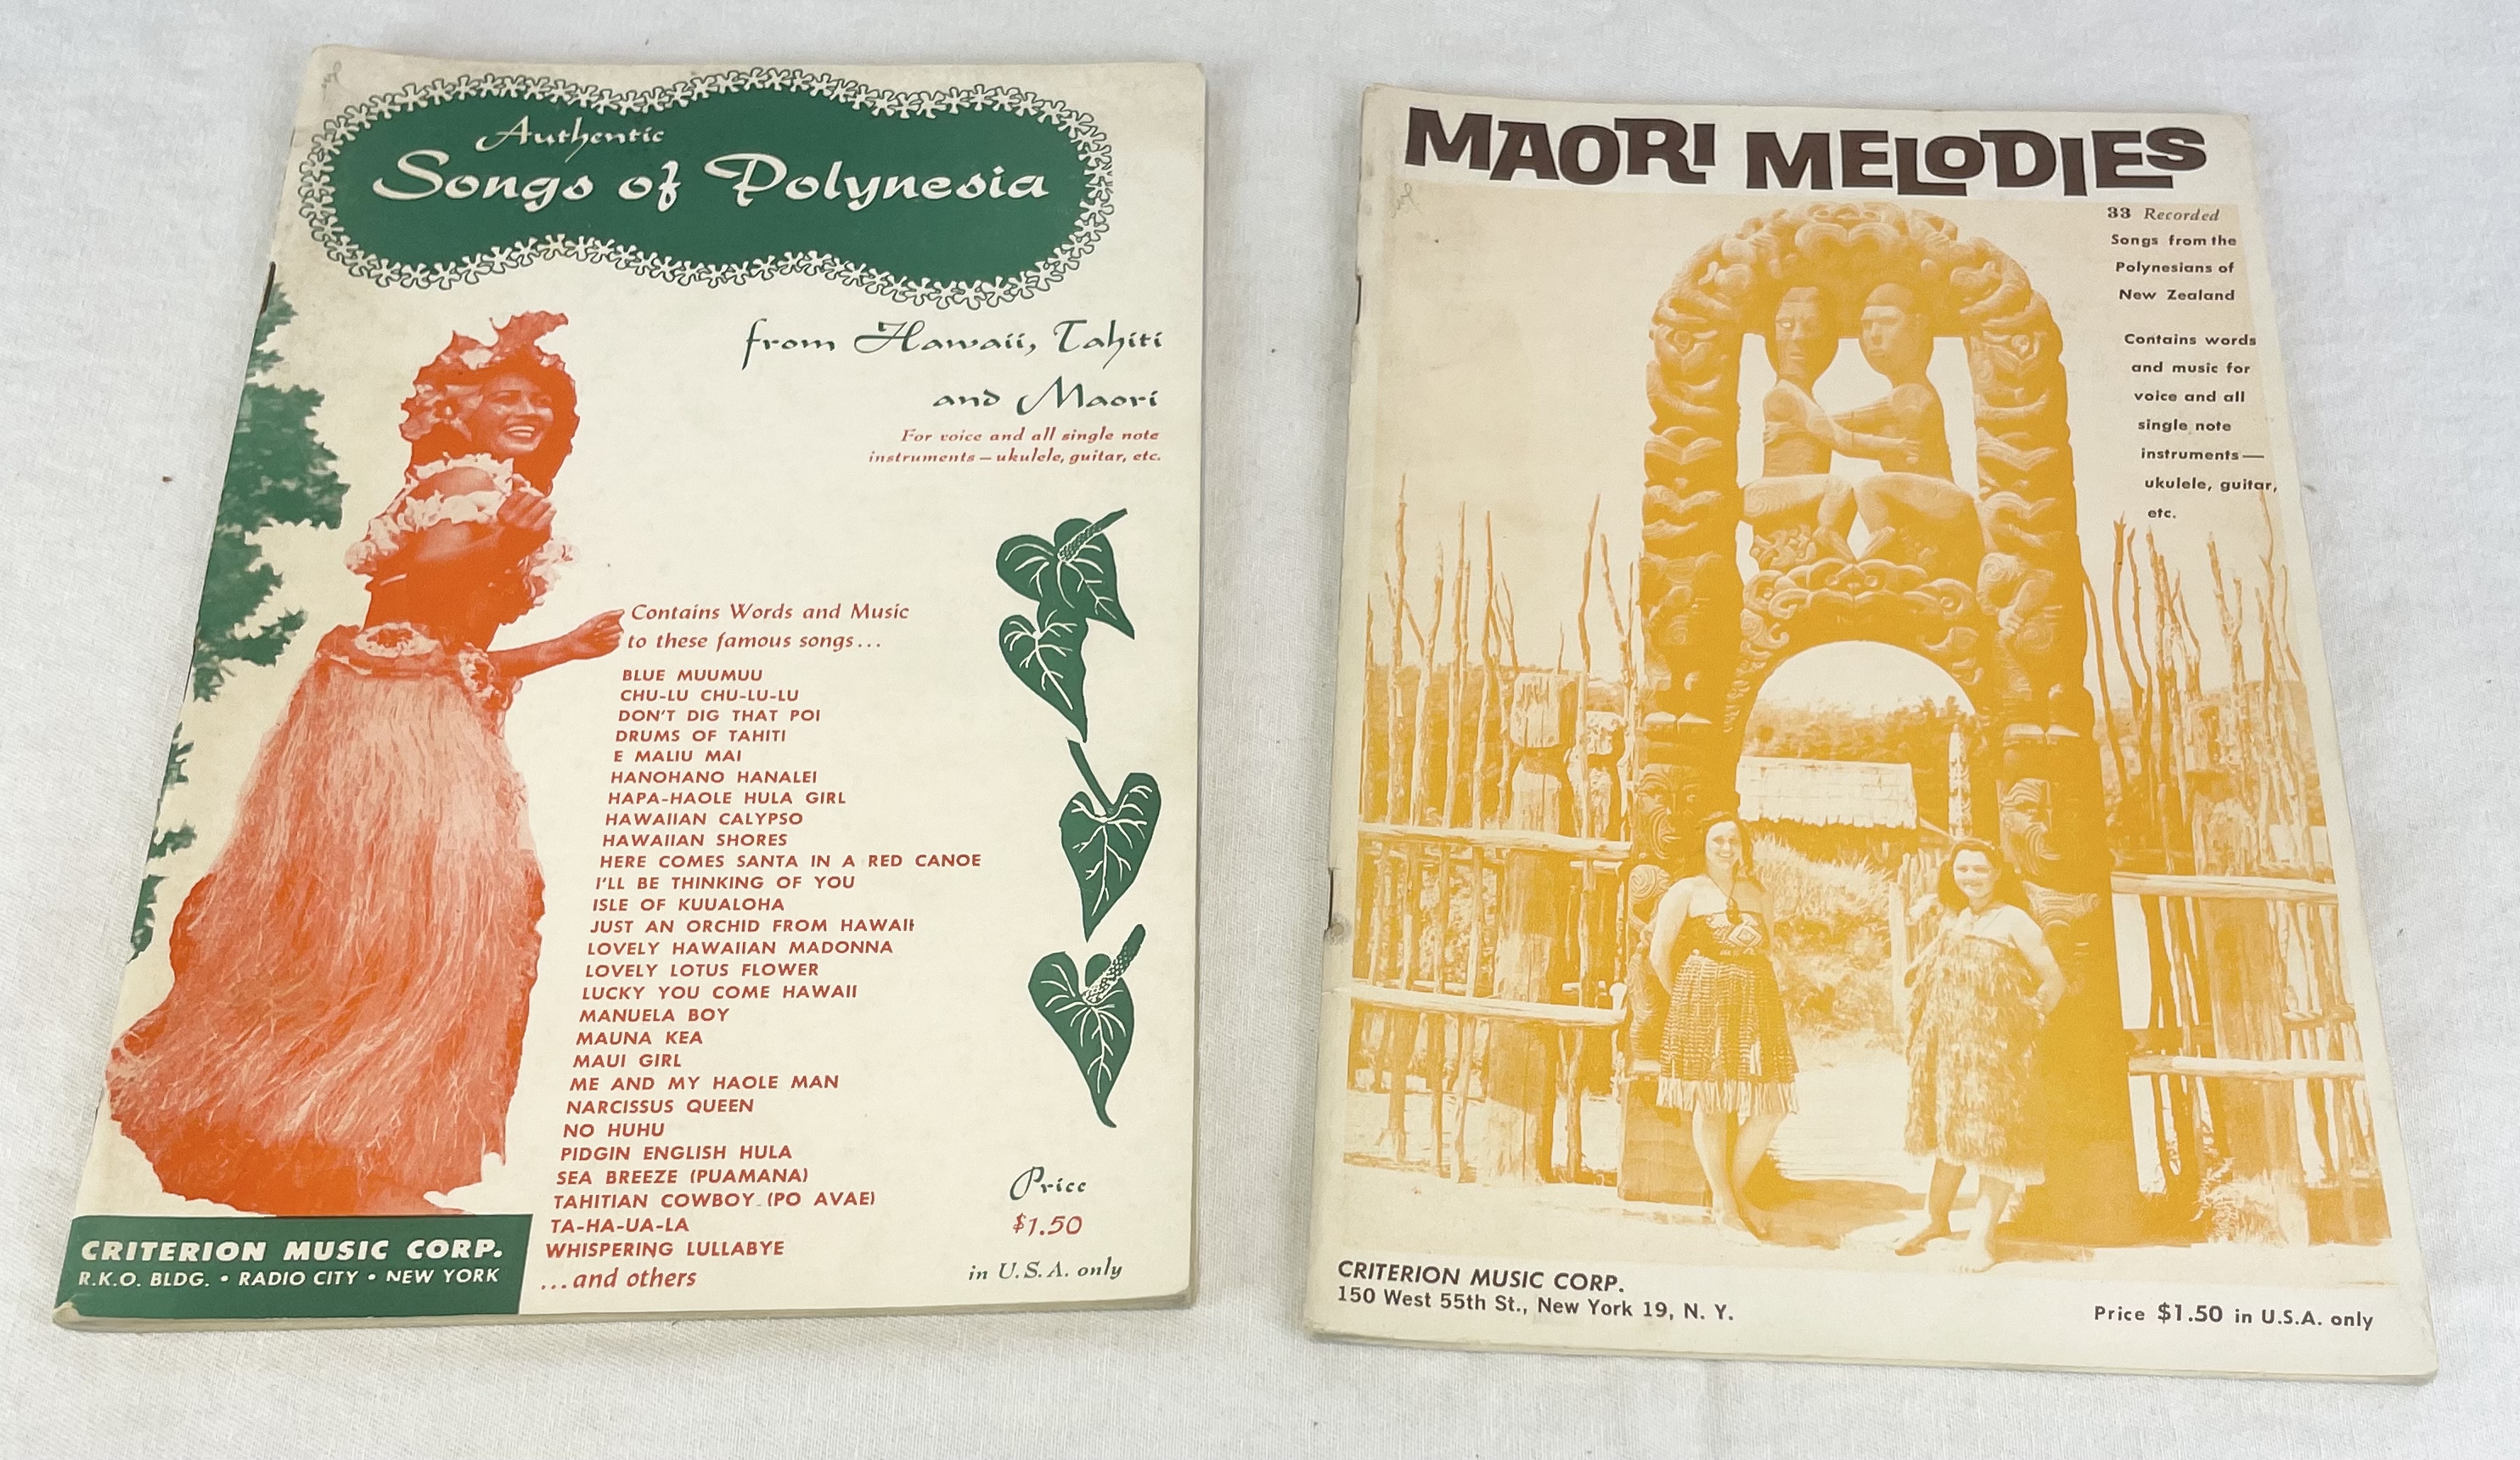 Authentic
Songs of Polynesia
from Hawaii, Tahiti
and Maori
For voice and all single note
instruments — ukulele, guitar, etc.
Contains Words and Music
to these famous songs...
BLUE MUUMUU
CHU-LU CHU-LU-LU
DON'T DIG THAT POI
DRUMS OF TAHITI
E MALIU MAI
HANOHANO HANALEI
HAPA-HAOLE HULA GIRL
HAWAIIAN CALYPSO
HAWAIIAN SHORES
HERE COMES SANTA IN A RED CANOE
I'LL BE THINKING OF YOU
ISLE OF KUUALOHA
JUST AN ORCHID FROM HAWAII
LOVELY HAWAIIAN MADONNA
LOVELY LOTUS FLOWER
LUCKY YOU COME HAWAII
MANUELA BOY
MAUNA KEA
MAUI GIRL
ME AND MY HAOLE MAN
NARCISSUS QUEEN
NO HUHU
PIDGIN ENGLISH HULA
SEA BREEZE (PUAMANA)
TAHITIAN COWBOY (PO AVAE)
TA-HA-UA-LA
WHISPERING LULLABYE
...and others
Price
$1.50
in U.S.A. only
CRITERION MUSIC CORP.
R.K.O. BLDG. • RADIO CITY • NEW YORK
MAORI MELODIES
33 Recorded
Songs from the
Polynesians of
New Zealand
Contains words
and music for
voice and all
single note
instruments—
ukulele, guitar,
etc.
CRITERION MUSIC CORP.
150 West 55th St., New York 19, N. Y.
Price $1.50 in U.S.A. only